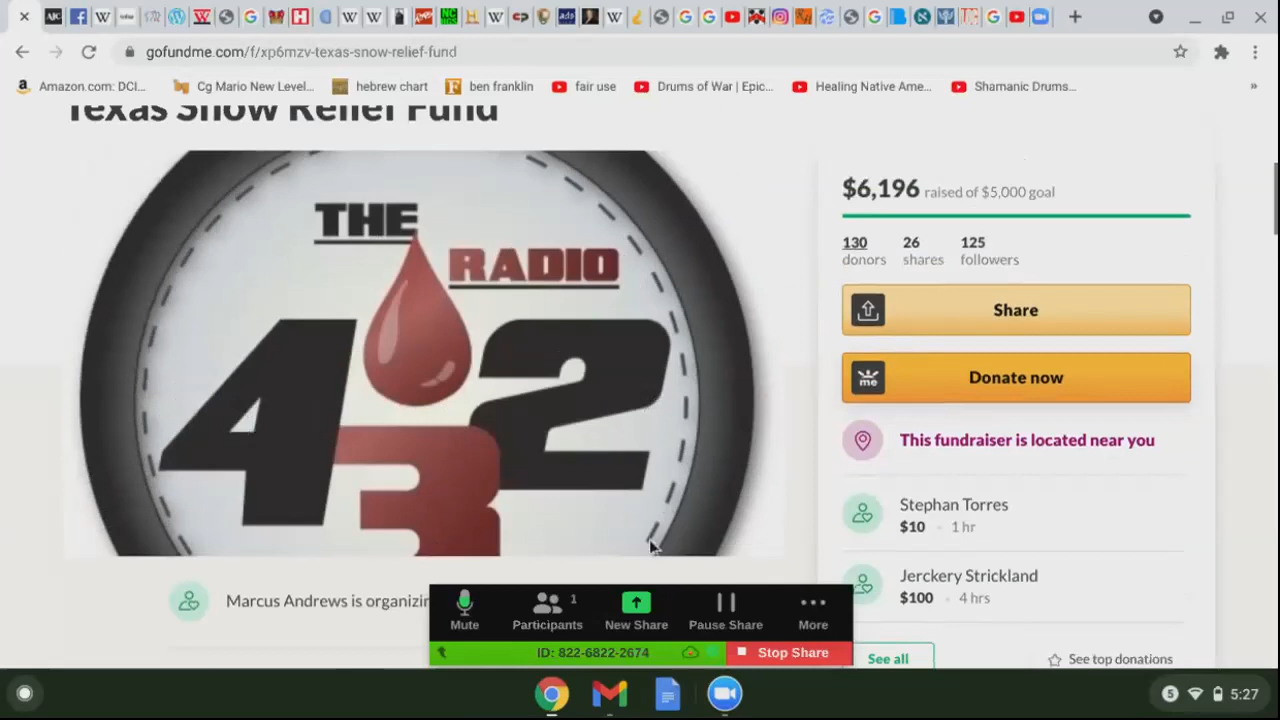 gofundme.com/f/xp6mzv-texas-snow-relief-fund
Amazon.com: DCI...
Cg Mario New Level...
hebrew chart
ben franklin
fair use
Drums of War | Epic...
Healing Native Ame...
Shamanic Drums...
»
Texas Snow Relief Fund
THE
RADIO
432
$6,196 raised of $5,000 goal
130 donors
26 shares
125 followers
Share
me
Donate now
This fundraiser is located near you
Stephan Torres
$10 • 1 hr
Jerckery Strickland
$100 • 4 hrs
See all
See top donations
Marcus Andrews is organizin
Mute
Participants
1
New Share
Pause Share
More
ID: 822-6822-2674
Stop Share
5
5:27